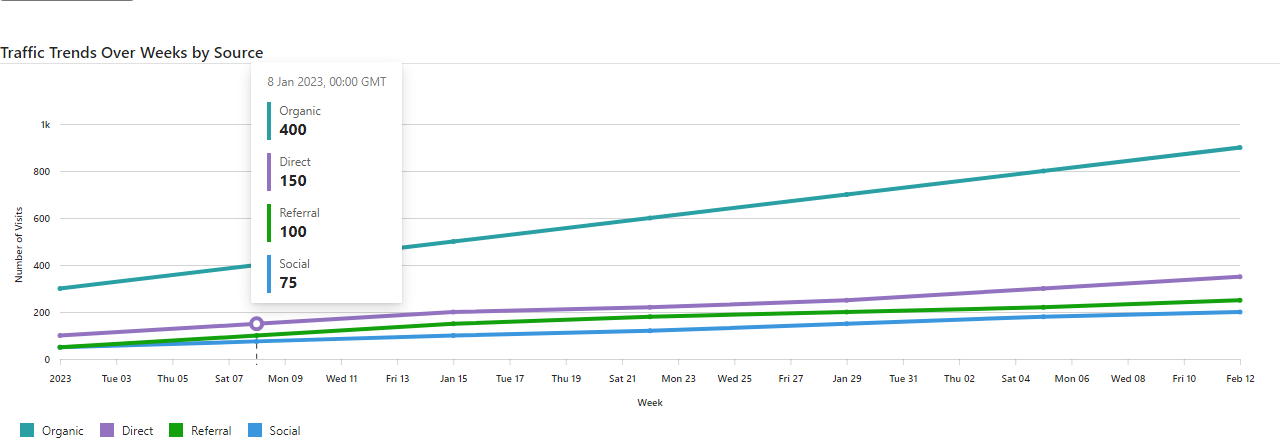 Traffic Trends Over Weeks by Source
8 Jan 2023, 00:00 GMT
Organic
400
Direct
150
Referral
100
Social
75
1k
800
600
400
200
0
Number of Visits
2023 Tue 03 Thu 05 Sat 07 Mon 09 Wed 11 Fri 13 Jan 15 Tue 17 Thu 19 Sat 21 Mon 23 Wed 25 Fri 27 Jan 29 Tue 31 Thu 02 Sat 04 Mon 06 Wed 08 Fri 10 Feb 12
Week
Organic Direct Referral Social